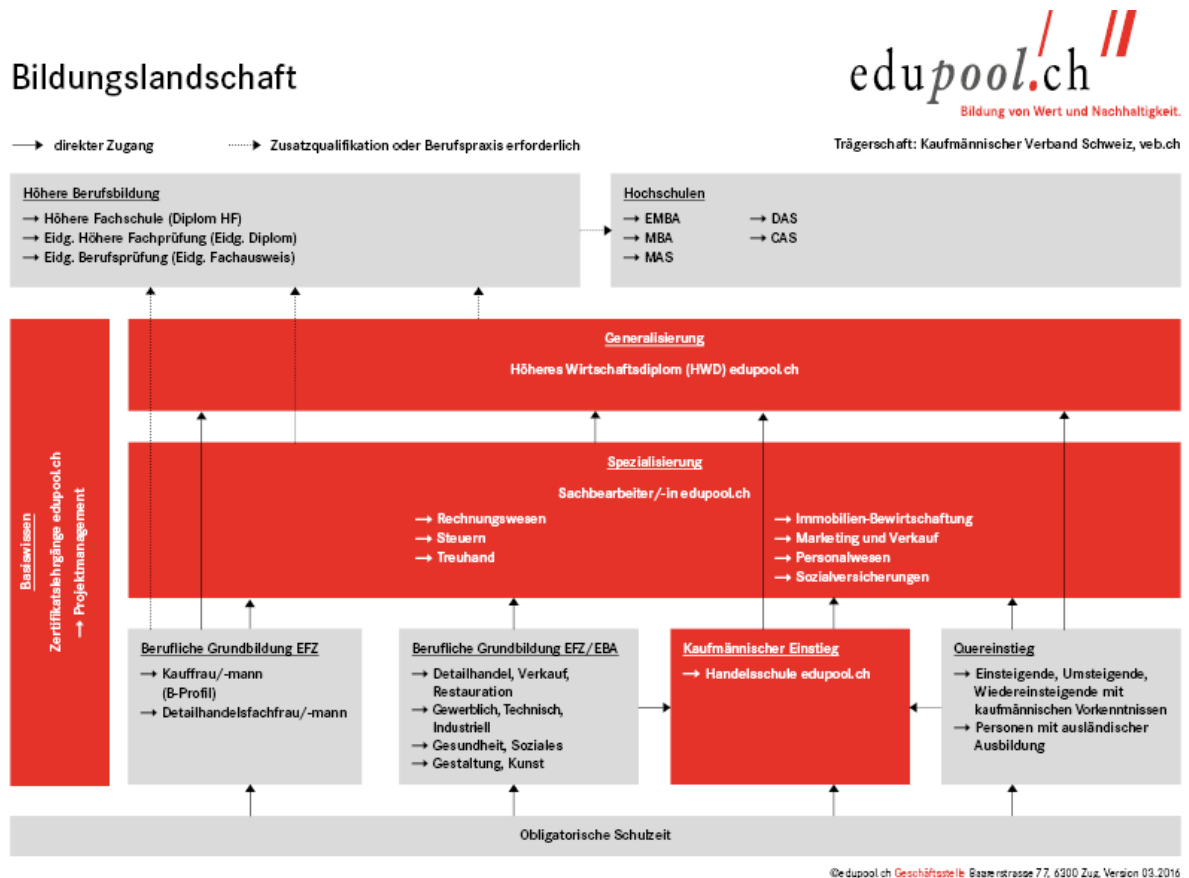 Bildungslandschaft
edupool.ch
Bildung von Wert und Nachhaltigkeit.
→ direkter Zugang
→ Zusatzqualifikation oder Berufspraxis erforderlich
Trägerschaft: Kaufmännischer Verband Schweiz, veb.ch
Höhere Berufsbildung
→ Höhere Fachschule (Diplom HF)
→ Eidg. Höhere Fachprüfung (Eidg. Diplom)
→ Eidg. Berufsprüfung (Eidg. Fachausweis)
Hochschulen
→ EMBA
→ MBA
→ MAS
→ DAS
→ CAS
Basiswissen
Zertifikatslehrgänge edupool.ch
→ Projektmanagement
Generalisierung
Höheres Wirtschaftsdiplom (HWD) edupool.ch
Spezialisierung
Sachbearbeiter/-in edupool.ch
→ Rechnungswesen
→ Steuern
→ Treuhand
→ Immobilien-Bewirtschaftung
→ Marketing und Verkauf
→ Personalwesen
→ Sozialversicherungen
Berufliche Grundbildung EFZ
→ Kauffrau/-mann
(B-Profil)
→ Detailhandelsfachfrau/-mann
Berufliche Grundbildung EFZ/EBA
→ Detailhandel, Verkauf,
Restauration
→ Gewerblich, Technisch,
Industriell
→ Gesundheit, Soziales
→ Gestaltung, Kunst
Kaufmännischer Einstieg
→ Handelsschule edupool.ch
Quereinstieg
→ Einsteigende, Umsteigende,
Wiedereinsteigende mit
kaufmännischen Vorkenntnissen
→ Personen mit ausländischer
Ausbildung
Obligatorische Schulzeit
©edupool.ch Geschäftsstelle Baarerstrasse 77, 6300 Zug, Version 03.2016